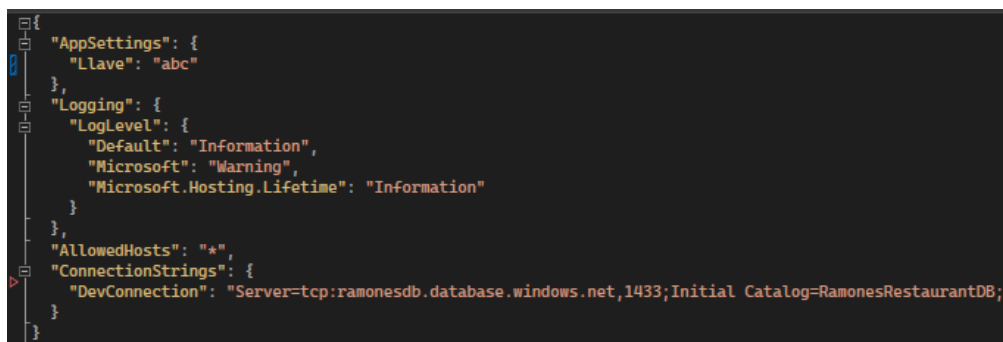 {
"AppSettings": {
"Llave": "abc"
},
"Logging": {
"LogLevel": {
"Default": "Information",
"Microsoft": "Warning",
"Microsoft.Hosting.Lifetime": "Information"
}
},
"AllowedHosts": "*",
"ConnectionStrings": {
"DevConnection": "Server=tcp:ramonesdb.database.windows.net,1433;Initial Catalog=RamonesRestaurantDB;
}
}